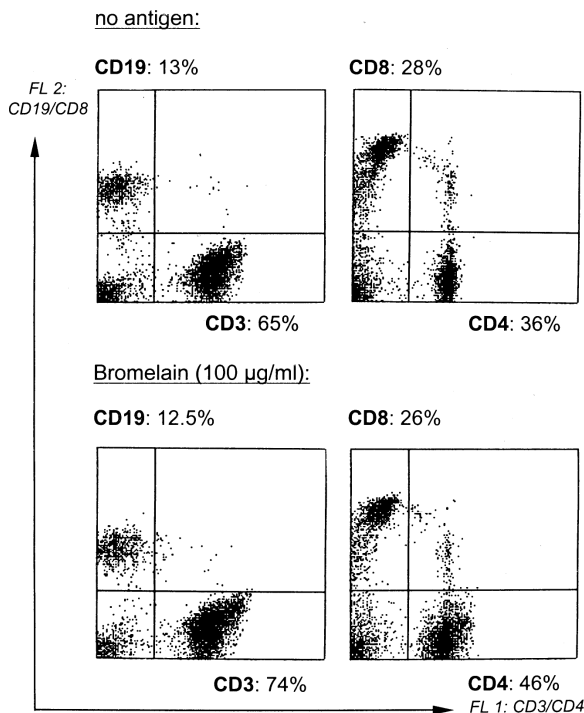 no antigen:
CD19: 13%
CD8: 28%
FL 2:
CD19/CD8
CD3: 65%
CD4: 36%
Bromelain (100 µg/ml):
CD19: 12.5%
CD8: 26%
CD3: 74%
CD4: 46%
FL 1: CD3/CD4